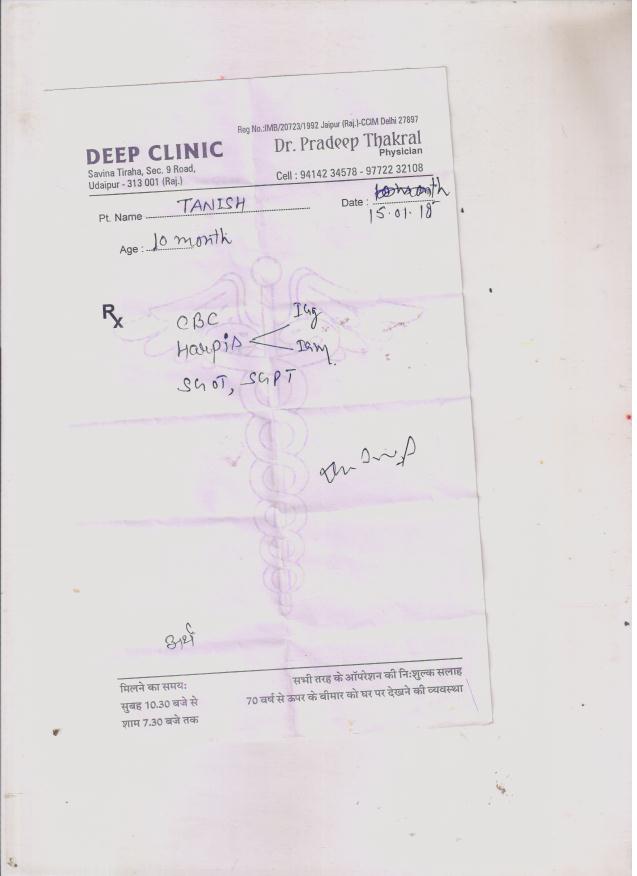 Reg No.:IMB/20723/1992 Jaipur (Raj.)-CCIM Delhi 27897
DEEP CLINIC
Dr. Pradeep Thakral
Physician
Savina Tiraha, Sec. 9 Road,
Udaipur - 313 001 (Raj.)
Cell : 94142 34578 - 97722 32108
Pt. Name TANISH
Date : 15.01.18
Age : 10 month
Rx
CBC
Harpis Igg
Igm
SGOT, SGPT
मिलने का समय:
सुबह 10.30 बजे से
शाम 7.30 बजे तक
सभी तरह के ऑपरेशन की नि:शुल्क सलाह
70 वर्ष से ऊपर के बीमार को घर पर देखने की व्यवस्था